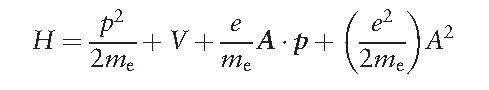 H = p²/2mₑ + V + e/mₑ A · p + (e²/2mₑ)A²